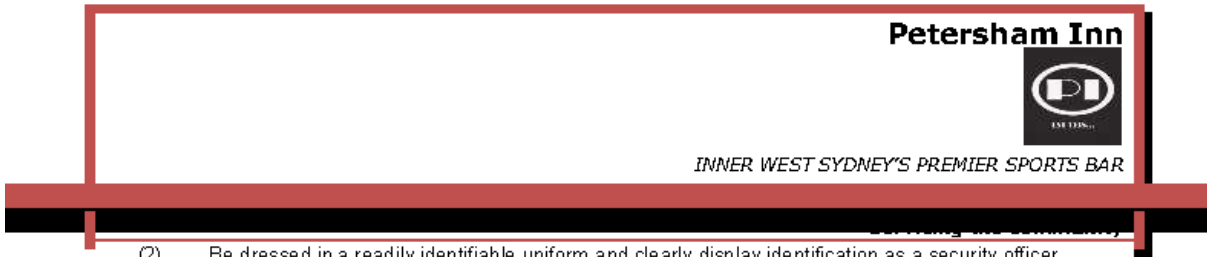 Petersham Inn
PI
INNER WEST SYDNEY'S PREMIER SPORTS BAR
(2) Be dressed in a readily identifiable uniform and clearly display identification as a security officer